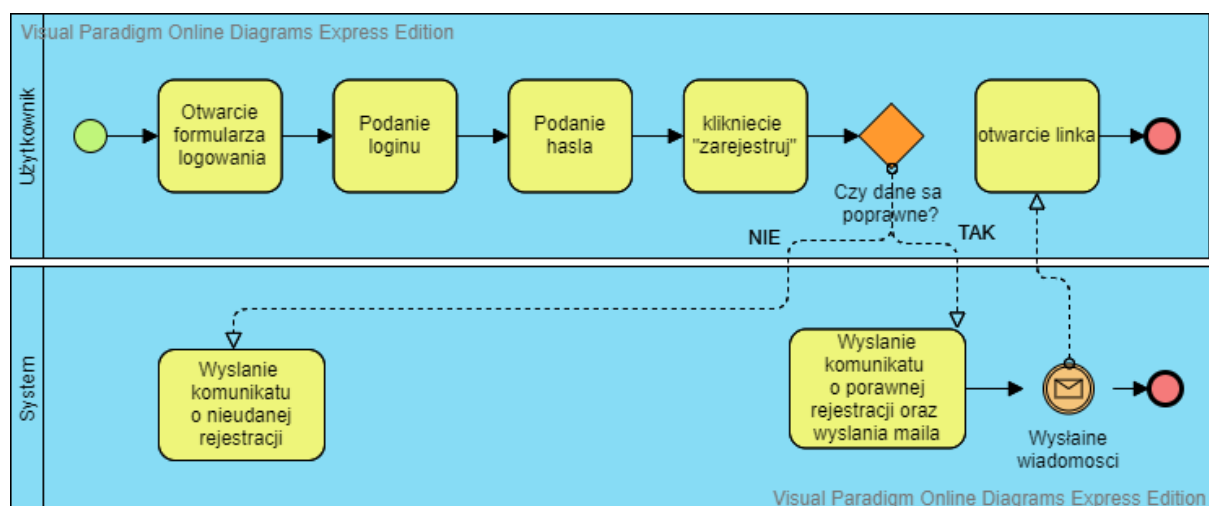 Visual Paradigm Online Diagrams Express Edition
Użytkownik
Otwarcie
formularza
logowania
Podanie
loginu
Podanie
hasla
klikniecie
"zarejestruj"
Czy dane sa
poprawne?
otwarcie linka
NIE
TAK
System
Wyslanie
komunikatu
o nieudanej
rejestracji
Wyslanie
komunikatu
o porawnej
rejestracji oraz
wyslania maila
Wysłaine
wiadomosci
Visual Paradigm Online Diagrams Express Edition